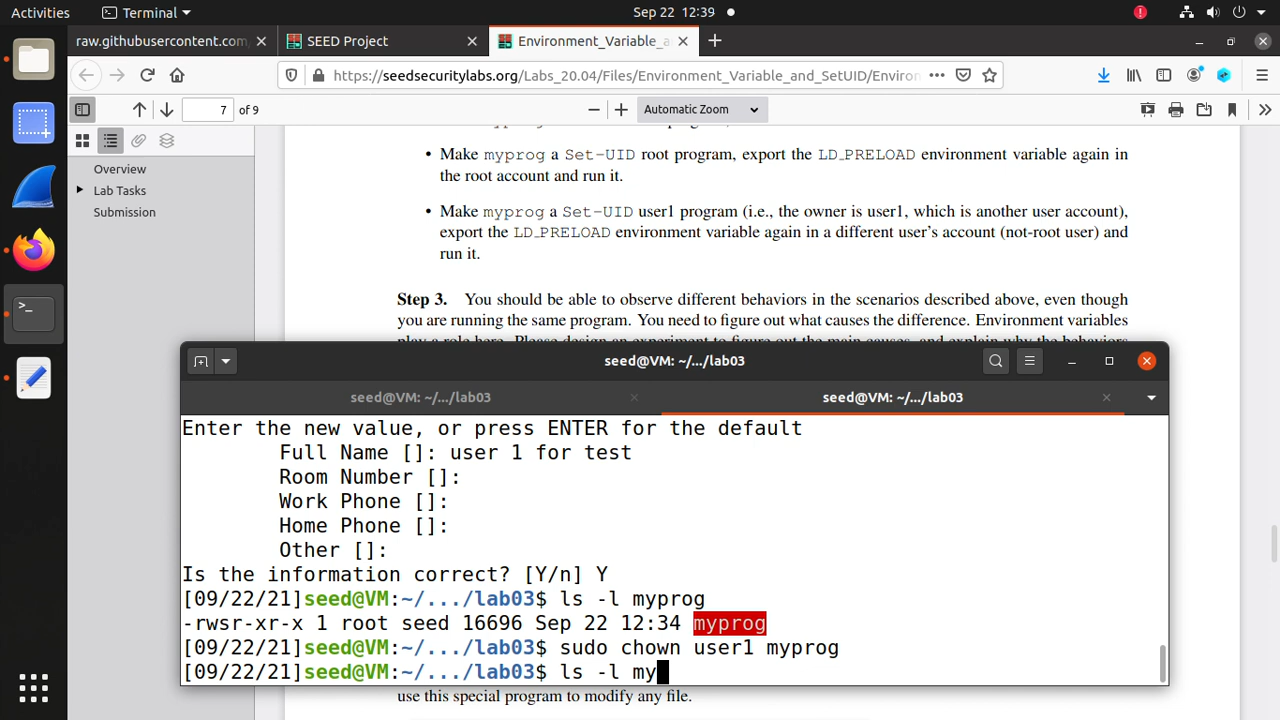 Activities Terminal Sep 22 12:39
raw.githubusercontent.com SEED Project Environment_Variable_a
https://seedsecuritylabs.org/Labs_20.04/Files/Environment_Variable_and_SetUID/Enviro
7 of 9 Automatic Zoom
Overview
Lab Tasks
Submission
• Make myprog a Set-UID root program, export the LD_PRELOAD environment variable again in
the root account and run it.
• Make myprog a Set-UID user1 program (i.e., the owner is user1, which is another user account),
export the LD_PRELOAD environment variable again in a different user's account (not-root user) and
run it.
Step 3. You should be able to observe different behaviors in the scenarios described above, even though
you are running the same program. You need to figure out what causes the difference. Environment variables
seed@VM: ~/.../lab03
seed@VM: ~/.../lab03 seed@VM: ~/.../lab03
Enter the new value, or press ENTER for the default
Full Name []: user 1 for test
Room Number []:
Work Phone []:
Home Phone []:
Other []:
Is the information correct? [Y/n] Y
[09/22/21]seed@VM:~/.../lab03$ ls -l myprog
-rwsr-xr-x 1 root seed 16696 Sep 22 12:34 myprog
[09/22/21]seed@VM:~/.../lab03$ sudo chown user1 myprog
[09/22/21]seed@VM:~/.../lab03$ ls -l my
use this special program to modify any file.